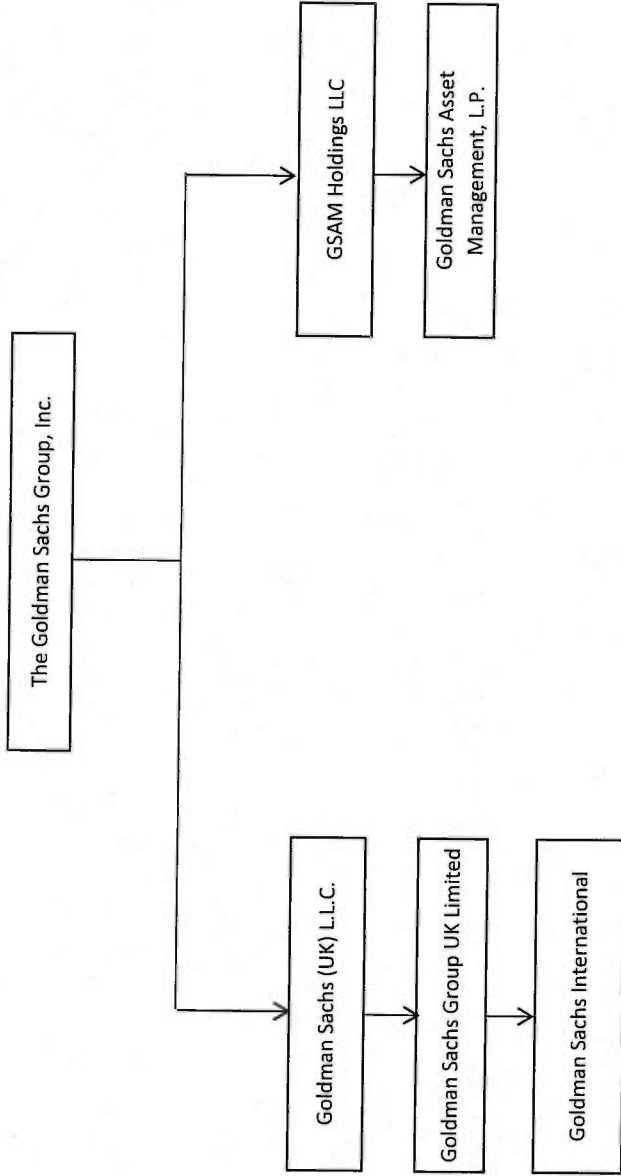 The Goldman Sachs Group, Inc.
Goldman Sachs (UK) L.L.C.
GSAM Holdings LLC
Goldman Sachs Group UK Limited
Goldman Sachs Asset
Management, L.P.
Goldman Sachs International